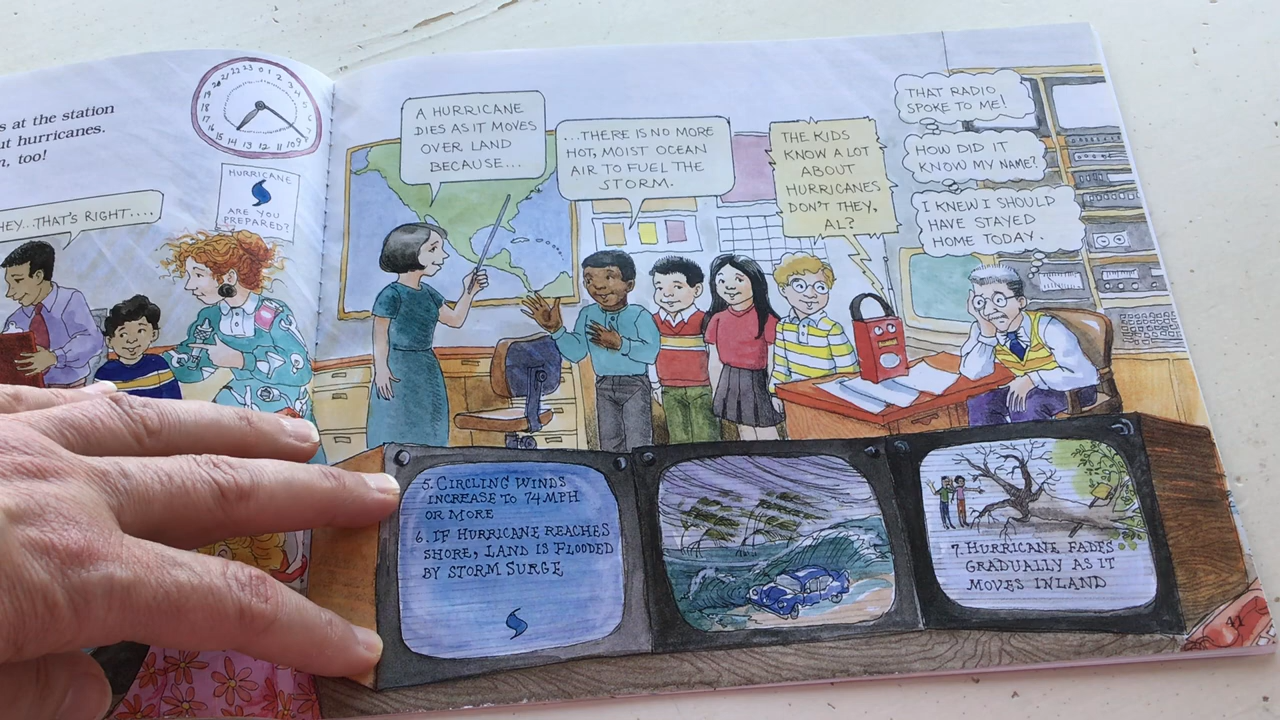 s at the station
ut hurricanes.
n, too!
HEY...THAT'S RIGHT....
HURRICANE
ARE YOU
PREPARED?
A HURRICANE
DIES AS IT MOVES
OVER LAND
BECAUSE....
...THERE IS NO MORE
HOT, MOIST OCEAN
AIR TO FUEL THE
STORM.
THE KIDS
KNOW A LOT
ABOUT
HURRICANES
DON'T THEY,
AL?
THAT RADIO
SPOKE TO ME!
HOW DID IT
KNOW MY NAME?
I KNEW I SHOULD
HAVE STAYED
HOME TODAY.
5. CIRCLING WINDS
INCREASE TO 74 MPH
OR MORE
6. IF HURRICANE REACHES
SHORE, LAND IS FLOODED
BY STORM SURGE
7. HURRICANE FADES
GRADUALLY AS IT
MOVES INLAND
41